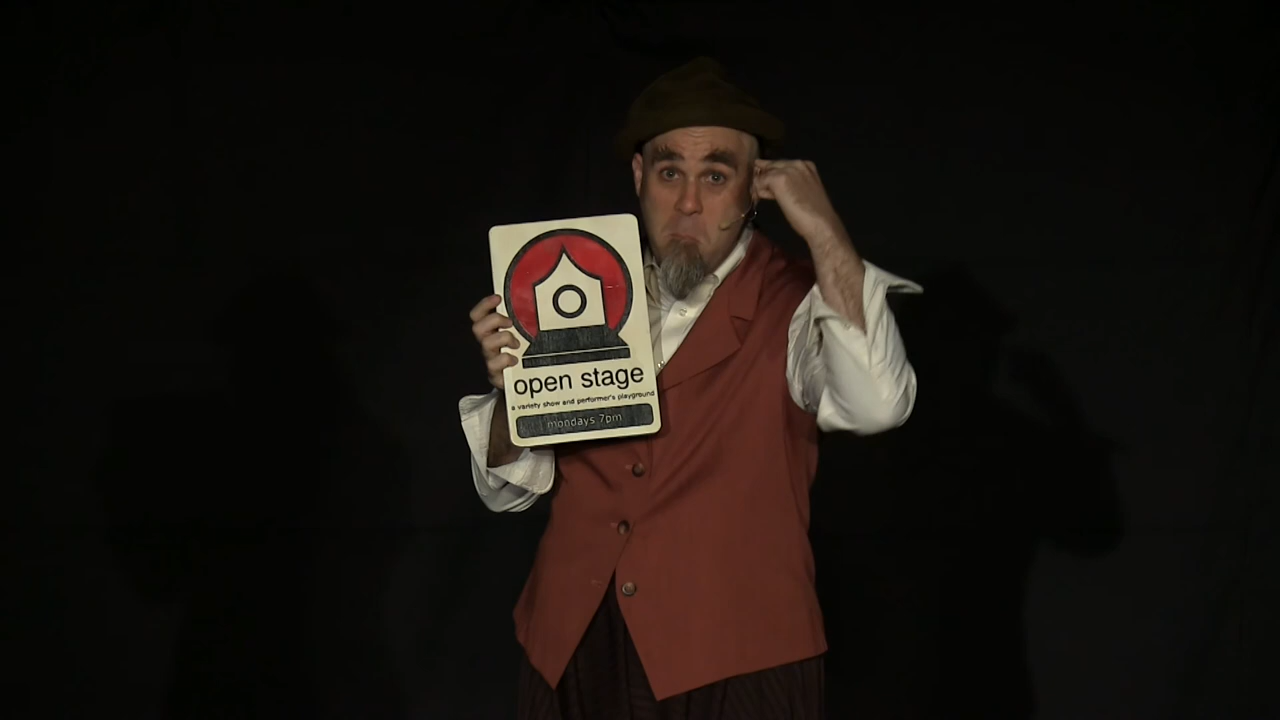 open stage
a variety show and performer's playground
mondays 7pm